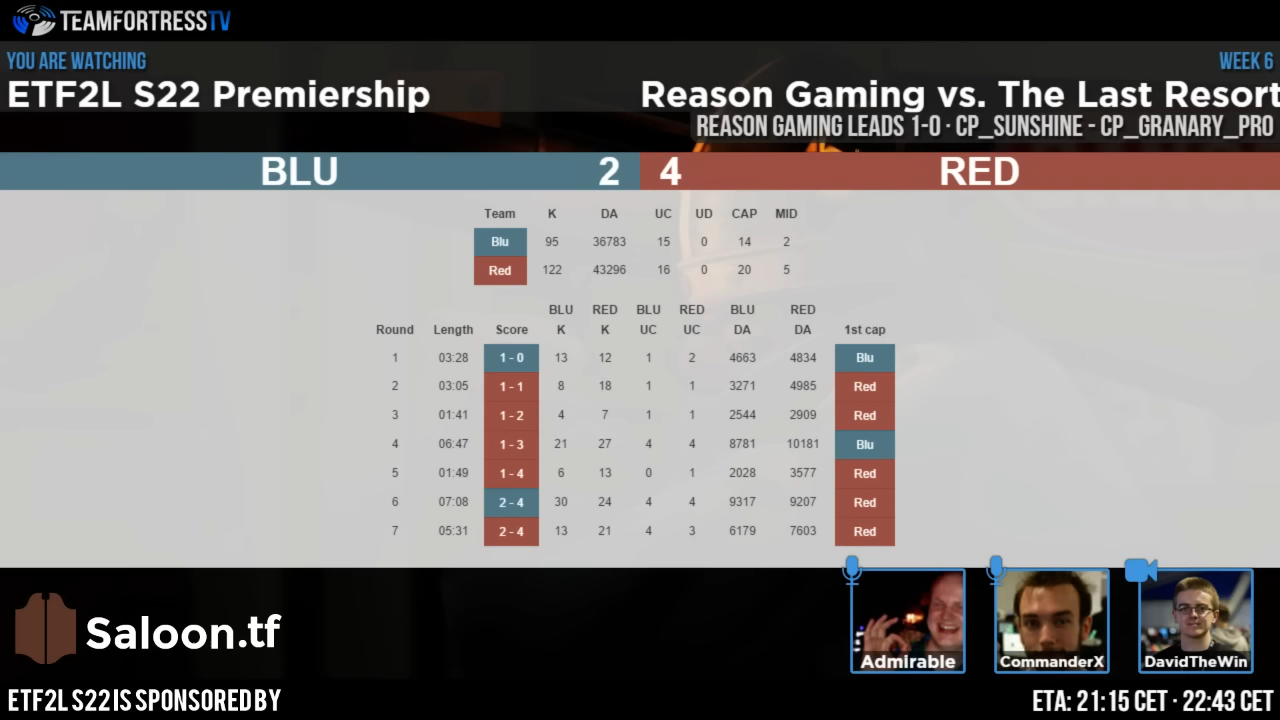 TEAMFORTRESSTV
YOU ARE WATCHING
WEEK 6
ETF2L S22 Premiership
Reason Gaming vs. The Last Resort
REASON GAMING LEADS 1-0 · CP_SUNSHINE - CP_GRANARY_PRO
BLU 2 4 RED
Team K DA UC UD CAP MID
Blu 95 36783 15 0 14 2
Red 122 43296 16 0 20 5
BLU RED BLU RED BLU RED
Round Length Score K K UC UC DA DA 1st cap
1 03:28 1 - 0 13 12 1 2 4663 4834 Blu
2 03:05 1 - 1 8 18 1 1 3271 4985 Red
3 01:41 1 - 2 4 7 1 1 2544 2909 Red
4 06:47 1 - 3 21 27 4 4 8781 10181 Blu
5 01:49 1 - 4 6 13 0 1 2028 3577 Red
6 07:08 2 - 4 30 24 4 4 9317 9207 Red
7 05:31 2 - 4 13 21 4 3 6179 7603 Red
Saloon.tf
Admirable
CommanderX
DavidTheWin
ETF2L S22 IS SPONSORED BY
ETA: 21:15 CET · 22:43 CET